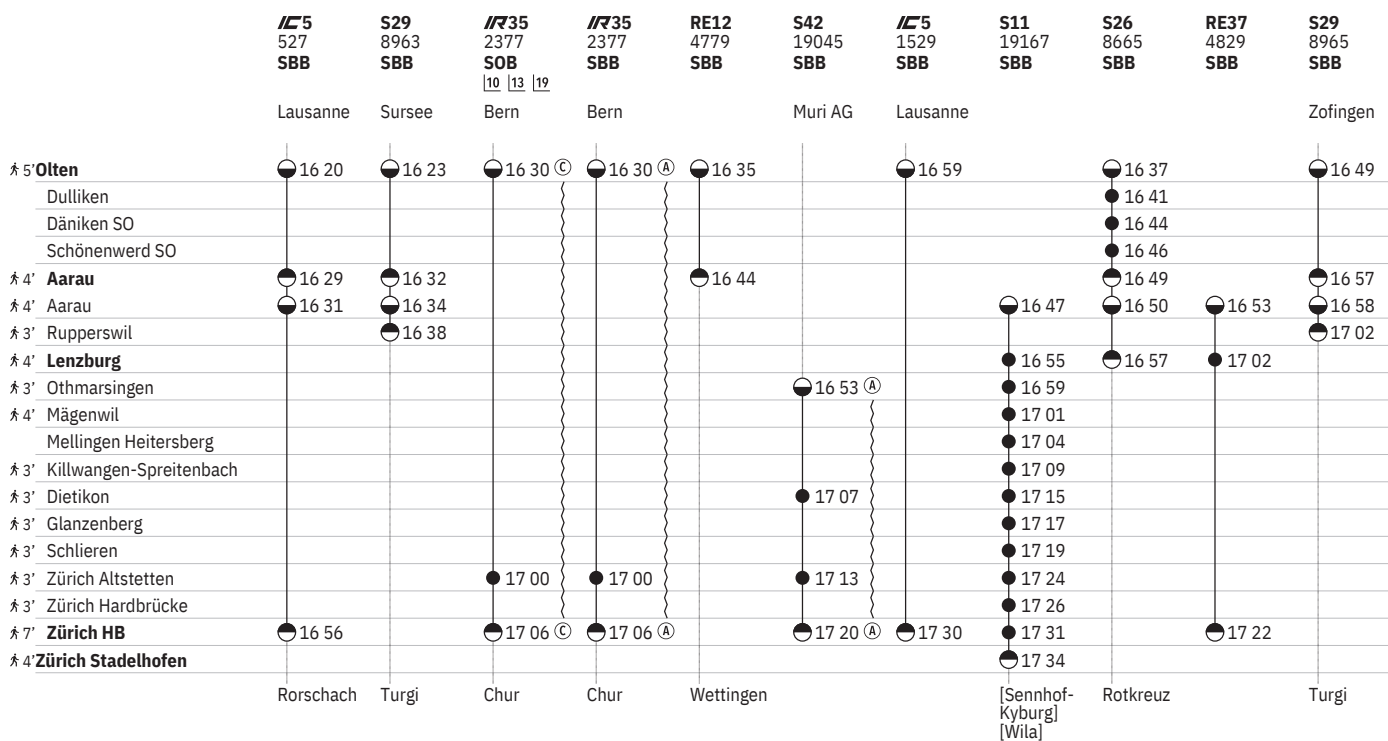 IC5 S29 IR35 IR35 RE12 S42 IC5 S11 S26 RE37 S29
527 8963 2377 2377 4779 19045 1529 19167 8665 4829 8965
SBB SBB SOB SBB SBB SBB SBB SBB SBB SBB SBB
10 13 19
Lausanne Sursee Bern Bern Muri AG Lausanne Zofingen
5’ Olten 16 20 16 23 16 30 C 16 30 A 16 35 16 59 16 37 16 49
Dulliken 16 41
Däniken SO 16 44
Schönenwerd SO 16 46
4’ Aarau 16 29 16 32 16 44 16 49 16 57
4’ Aarau 16 31 16 34 16 47 16 50 16 53 16 58
3’ Rupperswil 16 38 17 02
4’ Lenzburg 16 55 16 57 17 02
3’ Othmarsingen 16 53 A 16 59
4’ Mägenwil 17 01
Mellingen Heitersberg 17 04
3’ Killwangen-Spreitenbach 17 09
3’ Dietikon 17 07 17 15
3’ Glanzenberg 17 17
3’ Schlieren 17 19
3’ Zürich Altstetten 17 00 17 00 17 13 17 24
3’ Zürich Hardbrücke 17 26
7’ Zürich HB 16 56 17 06 C 17 06 A 17 20 A 17 30 17 31 17 22
4’ Zürich Stadelhofen 17 34
Rorschach Turgi Chur Chur Wettingen [Sennhof- Rotkreuz Turgi
Kyburg]
[Wila]